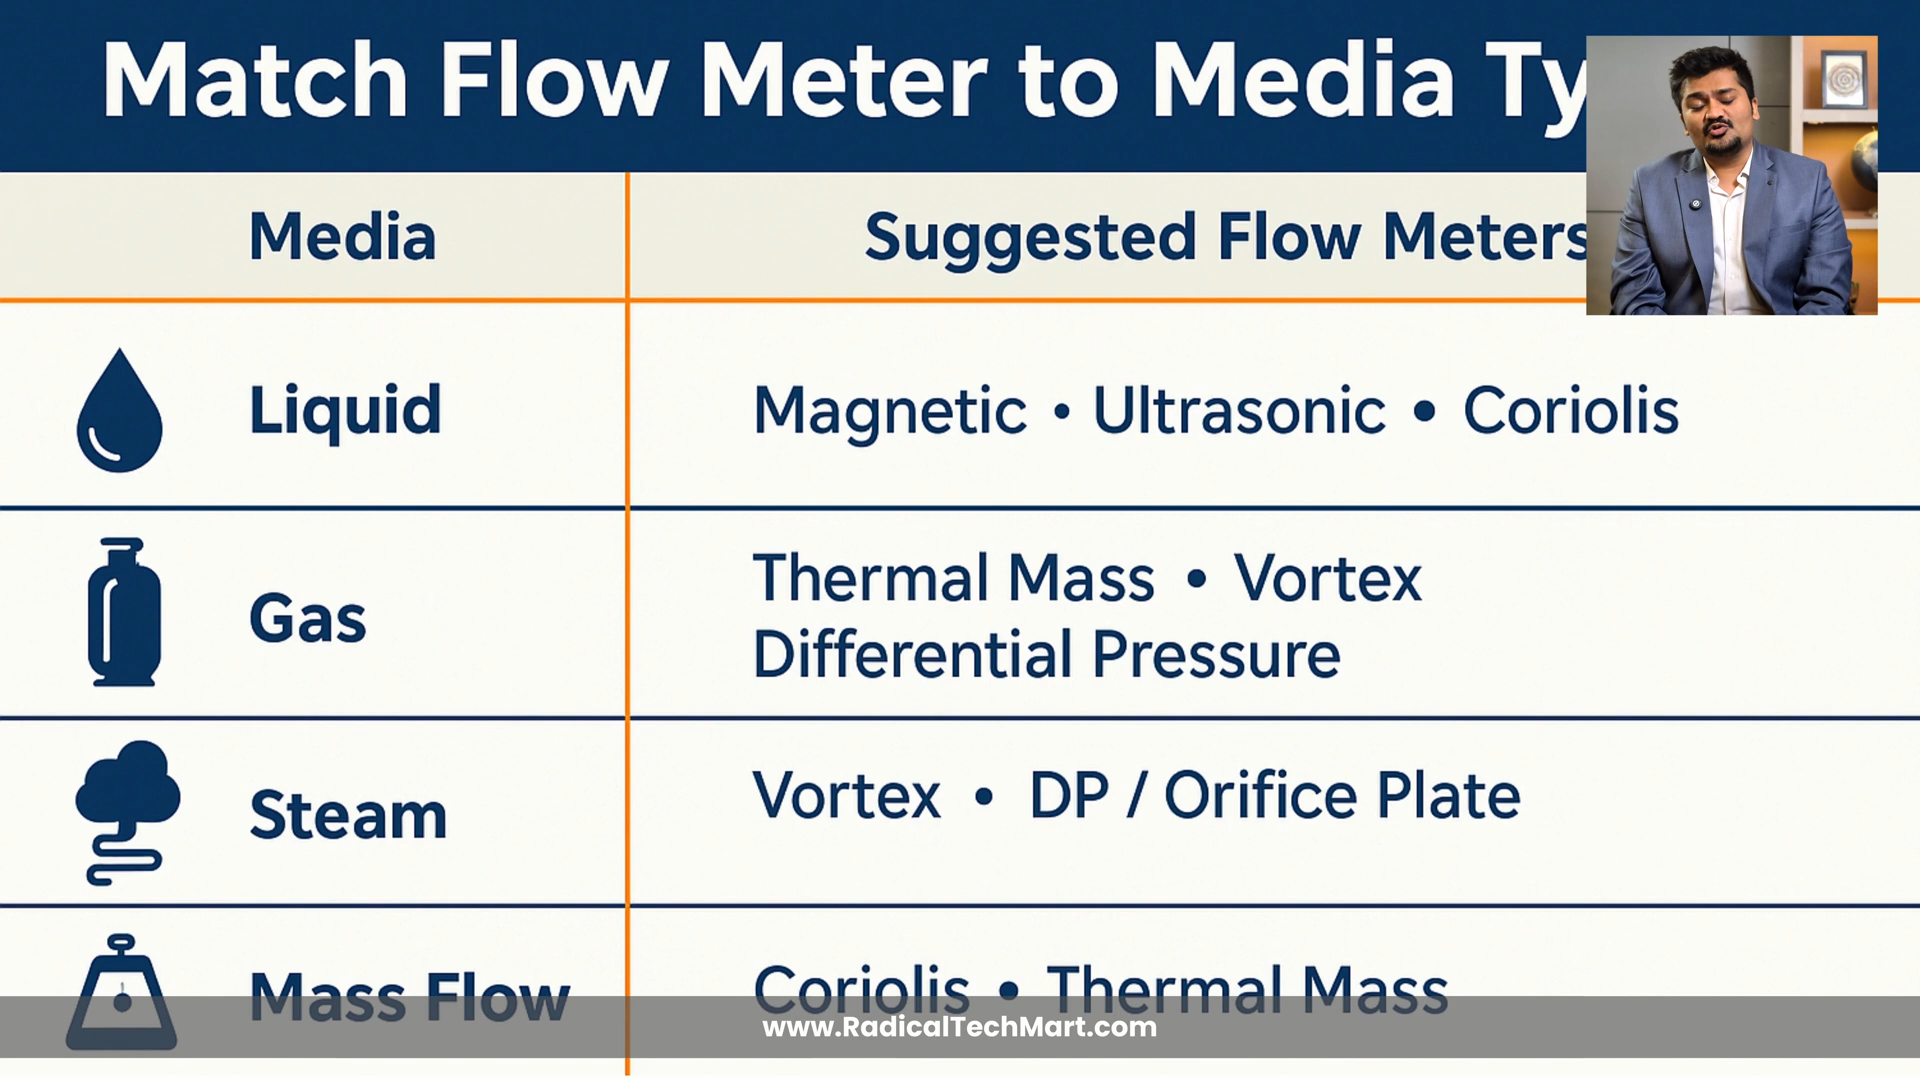 Match Flow Meter to Media Ty
Media
Suggested Flow Meters
Liquid
Magnetic • Ultrasonic • Coriolis
Gas
Thermal Mass • Vortex
Differential Pressure
Steam
Vortex • DP / Orifice Plate
Mass Flow
Coriolis • Thermal Mass
www.RadicalTechMart.com